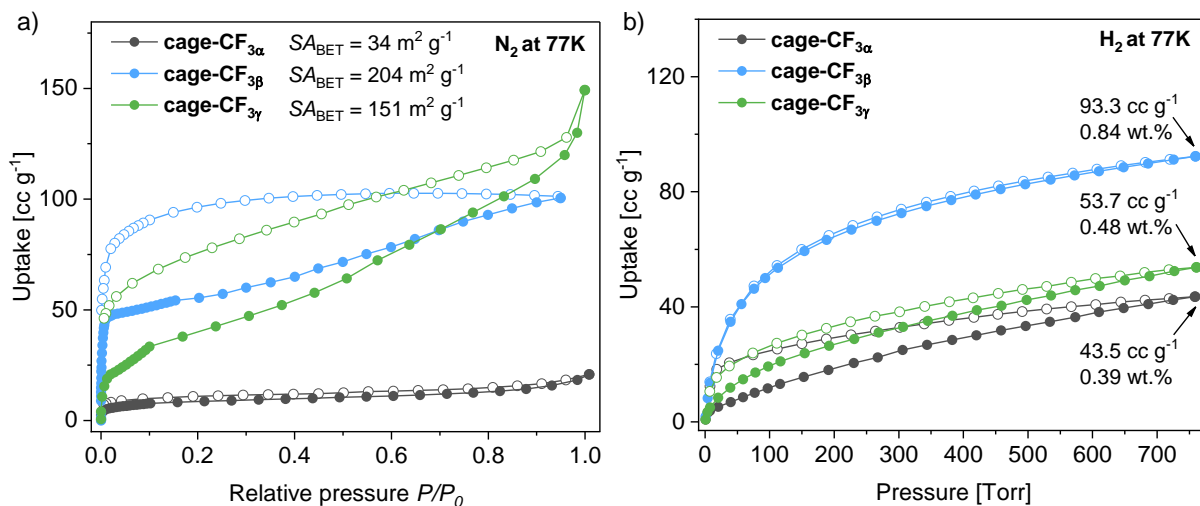 a)
cage-CF3α SABET = 34 m² g⁻¹ N₂ at 77K
cage-CF3β SABET = 204 m² g⁻¹
cage-CF3γ SABET = 151 m² g⁻¹
150
100
50
0
Uptake [cc g⁻¹]
0.0 0.2 0.4 0.6 0.8 1.0
Relative pressure P/P₀
b)
cage-CF3α H₂ at 77K
cage-CF3β
cage-CF3γ
93.3 cc g⁻¹
0.84 wt.%
53.7 cc g⁻¹
0.48 wt.%
43.5 cc g⁻¹
0.39 wt.%
120
80
40
0
Uptake [cc g⁻¹]
0 100 200 300 400 500 600 700
Pressure [Torr]